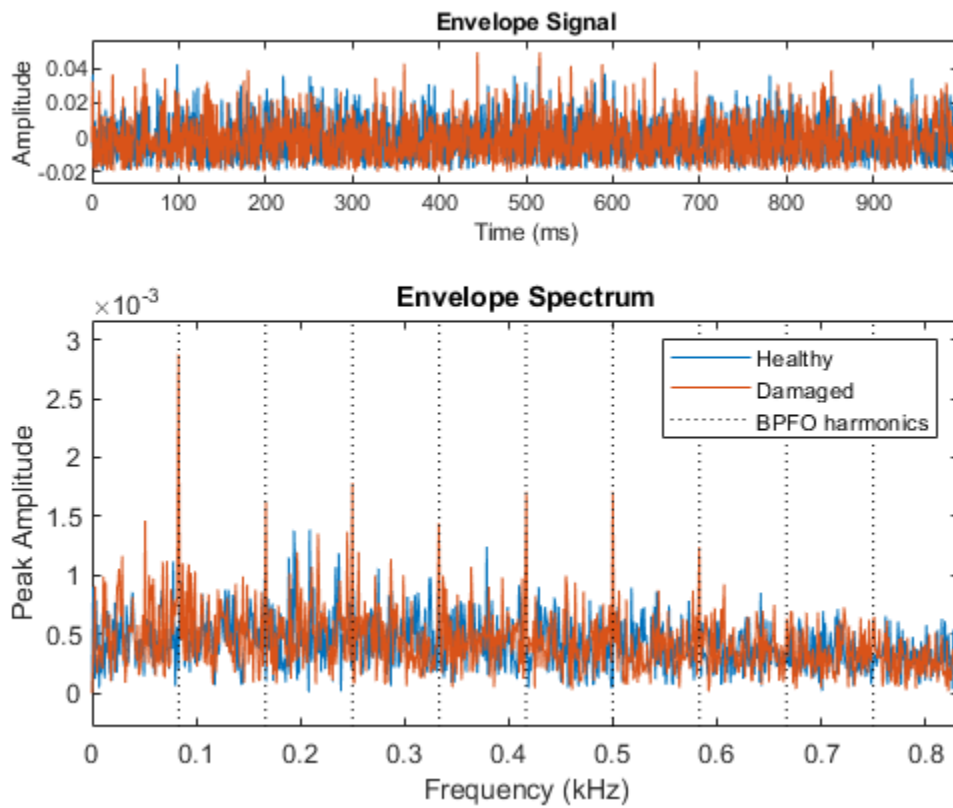 Envelope Signal
Amplitude
0.04
0.02
0
-0.02
0 100 200 300 400 500 600 700 800 900
Time (ms)
Envelope Spectrum
×10-3
Peak Amplitude
3
2.5
2
1.5
1
0.5
0
Healthy
Damaged
BPFO harmonics
0 0.1 0.2 0.3 0.4 0.5 0.6 0.7 0.8
Frequency (kHz)